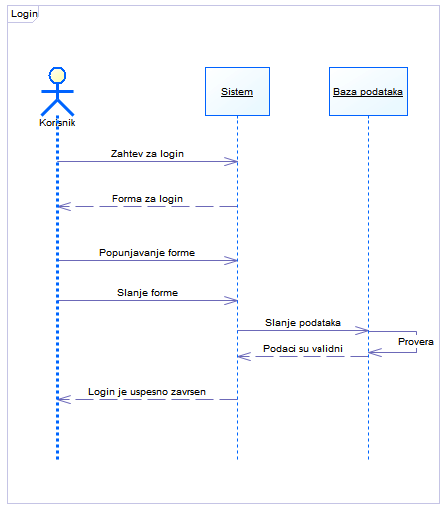 Login
Sistem
Baza podataka
Korisnik
Zahtev za login
Forma za login
Popunjavanje forme
Slanje forme
Slanje podataka
Provera
Podaci su validni
Login je uspesno zavrsen